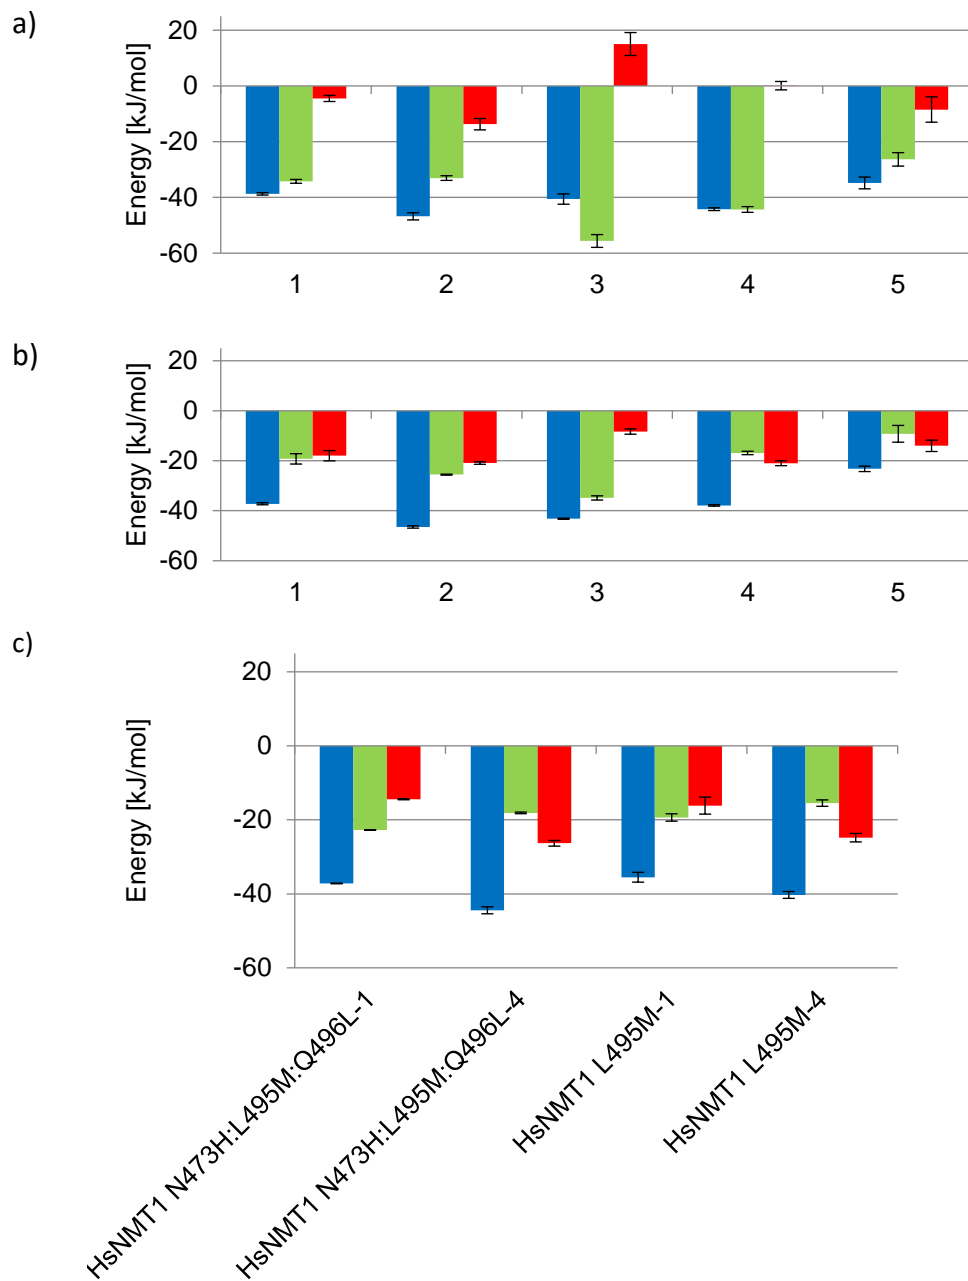 a)
Energy [kJ/mol]
20
0
-20
-40
-60
1 2 3 4 5
b)
Energy [kJ/mol]
20
0
-20
-40
-60
1 2 3 4 5
c)
Energy [kJ/mol]
20
0
-20
-40
-60
HsNMT1 N473H:L495M:Q496L-1
HsNMT1 N473H:L495M:Q496L-4
HsNMT1 L495M-1
HsNMT1 L495M-4